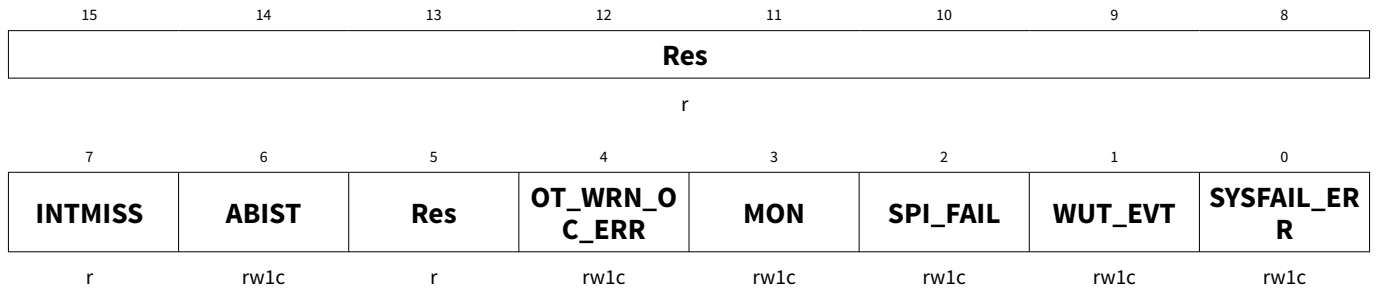 15 14 13 12 11 10 9 8
Res
r
7 6 5 4 3 2 1 0
INTMISS ABIST Res OT_WRN_O MON SPI_FAIL WUT_EVT SYSFAIL_ER
C_ERR R
r rw1c r rw1c rw1c rw1c rw1c rw1c